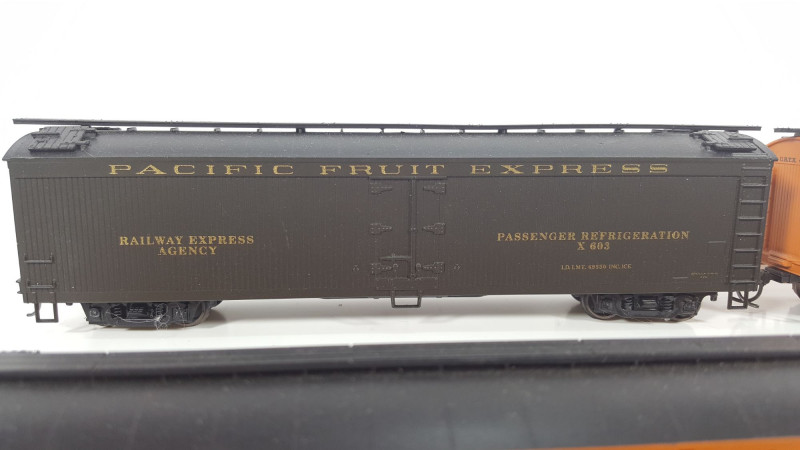 PACIFIC FRUIT EXPRESS
RAILWAY EXPRESS
AGENCY
PASSENGER REFRIGERATION
X 603